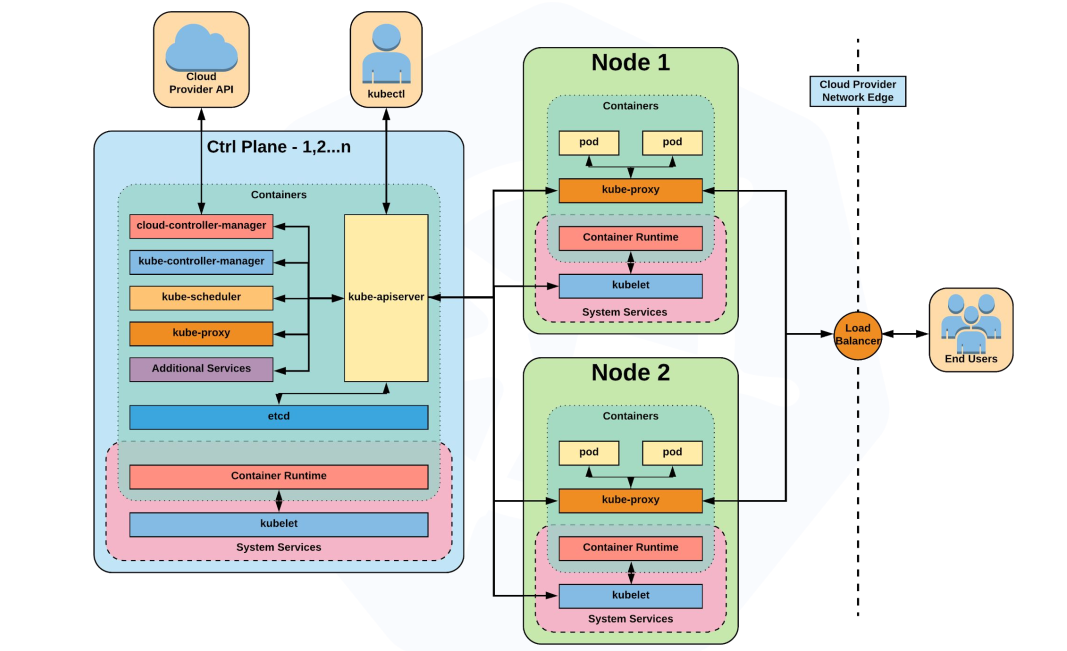 Cloud
Provider API
kubectl
Ctrl Plane - 1,2...n
Containers
cloud-controller-manager
kube-controller-manager
kube-scheduler
kube-proxy
Additional Services
kube-apiserver
etcd
Container Runtime
kubelet
System Services
Node 1
Containers
pod
pod
kube-proxy
Container Runtime
kubelet
System Services
Node 2
Containers
pod
pod
kube-proxy
Container Runtime
kubelet
System Services
Cloud Provider
Network Edge
Load
Balancer
End Users